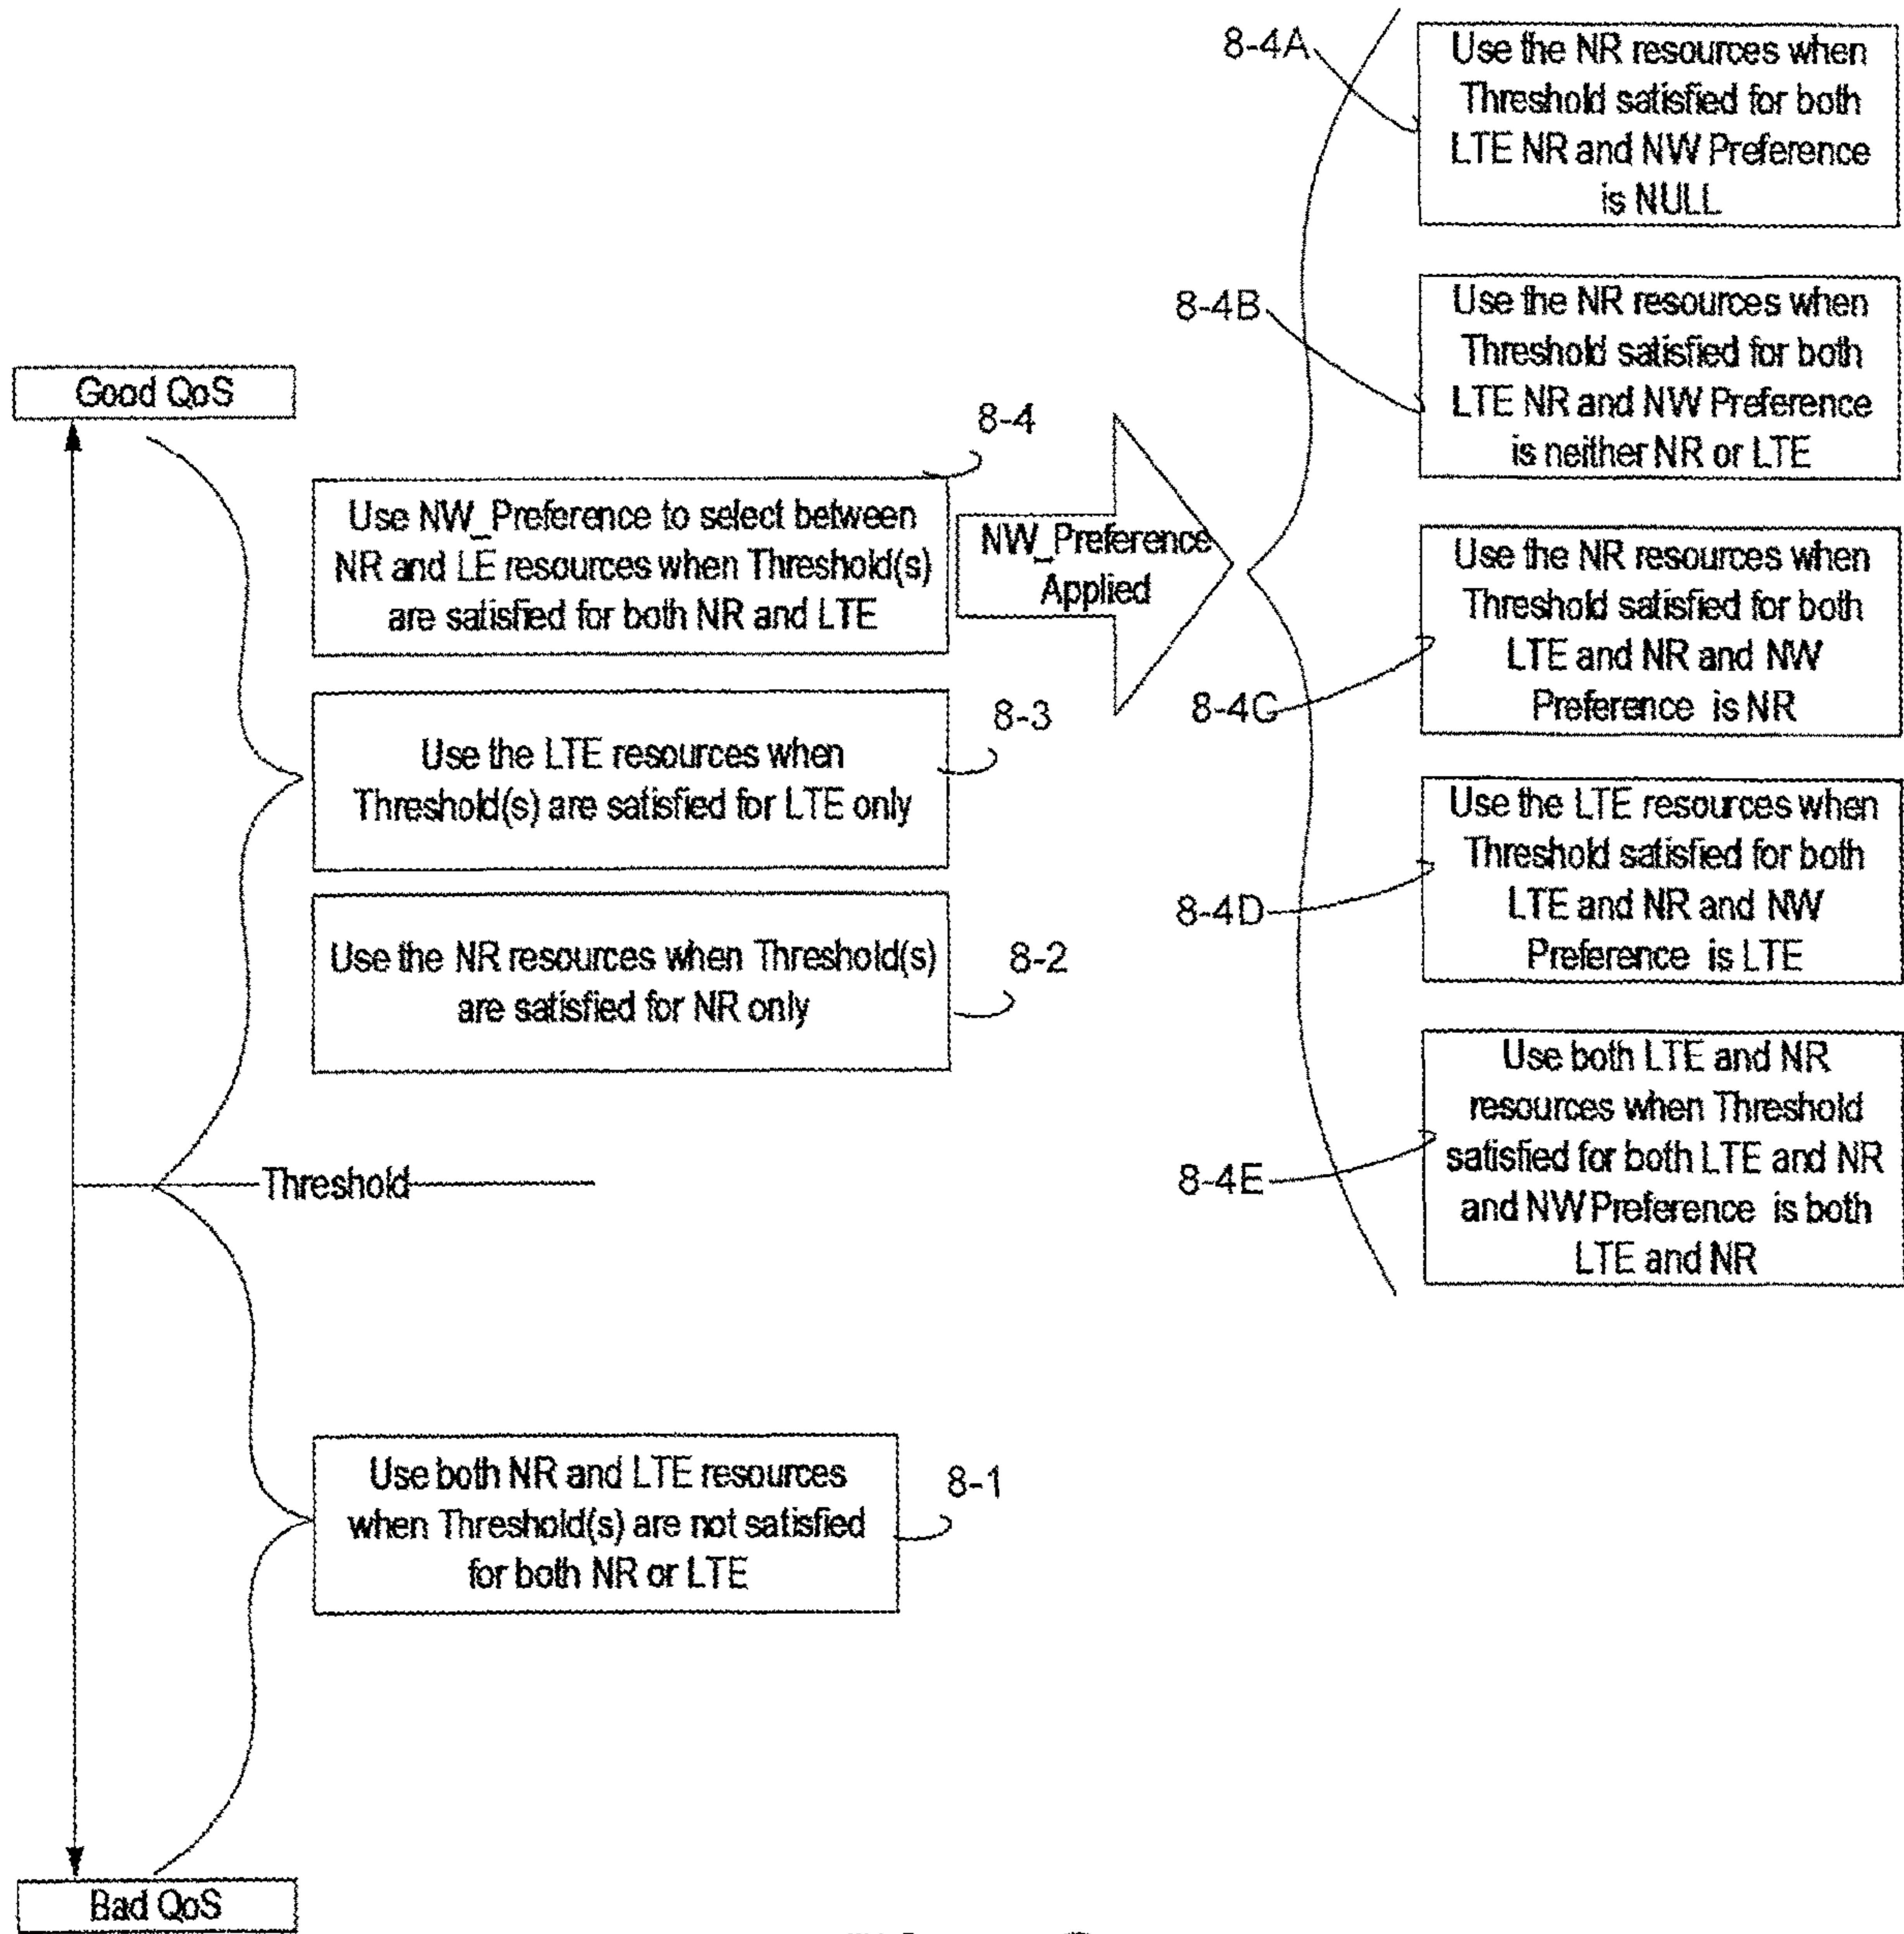 Good QoS
8-4
Use NW_Preference to select between
NR and LE resources when Threshold(s)
are satisfied for both NR and LTE
NW_Preference
Applied
8-3
Use the LTE resources when
Threshold(s) are satisfied for LTE only
8-2
Use the NR resources when Threshold(s)
are satisfied for NR only
Threshold
8-1
Use both NR and LTE resources
when Threshold(s) are not satisfied
for both NR or LTE
Bad QoS
8-4A
Use the NR resources when
Threshold satisfied for both
LTE NR and NW Preference
is NULL
8-4B
Use the NR resources when
Threshold satisfied for both
LTE NR and NW Preference
is neither NR or LTE
8-4C
Use the NR resources when
Threshold satisfied for both
LTE and NR and NW
Preference is NR
8-4D
Use the LTE resources when
Threshold satisfied for both
LTE and NR and NW
Preference is LTE
8-4E
Use both LTE and NR
resources when Threshold
satisfied for both LTE and NR
and NW Preference is both
LTE and NR